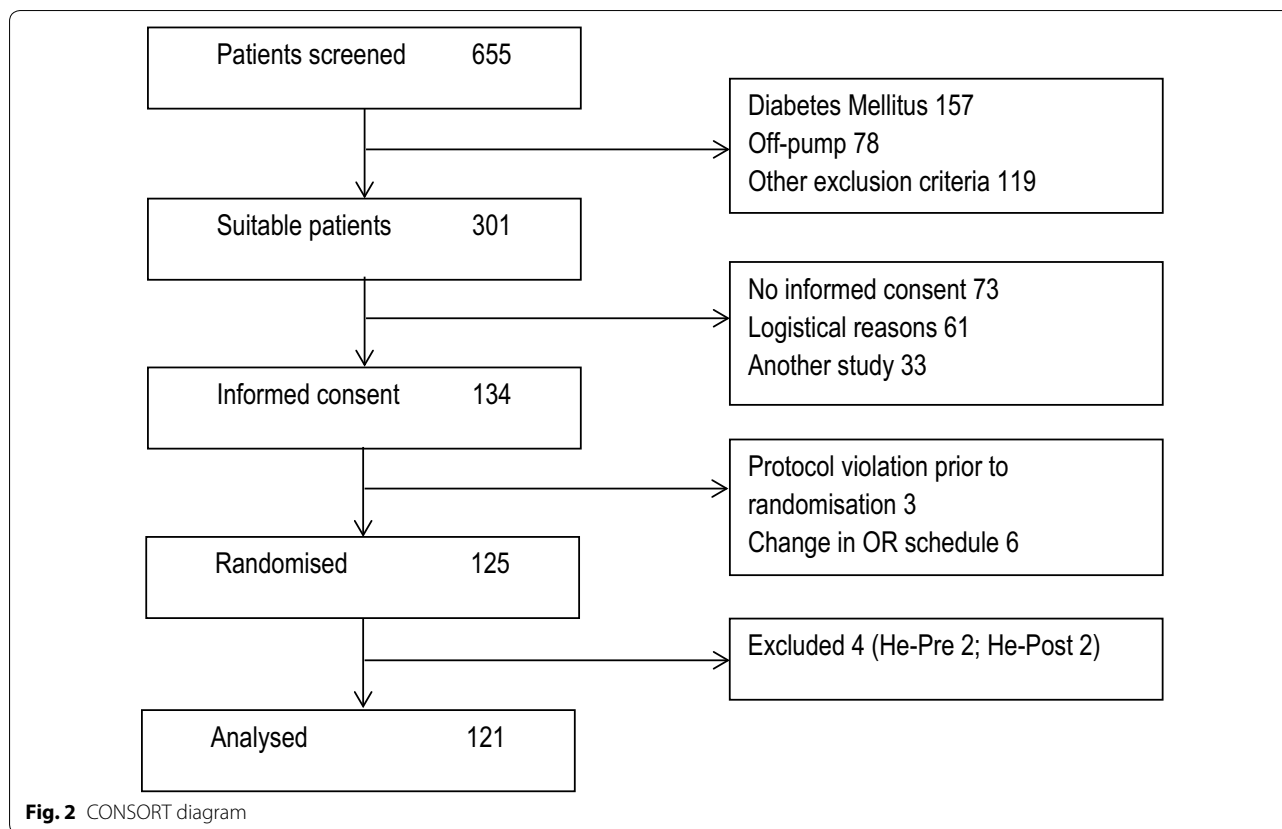 Patients screened 655
Diabetes Mellitus 157
Off-pump 78
Other exclusion criteria 119
Suitable patients 301
No informed consent 73
Logistical reasons 61
Another study 33
Informed consent 134
Protocol violation prior to
randomisation 3
Change in OR schedule 6
Randomised 125
Excluded 4 (He-Pre 2; He-Post 2)
Analysed 121
Fig. 2 CONSORT diagram